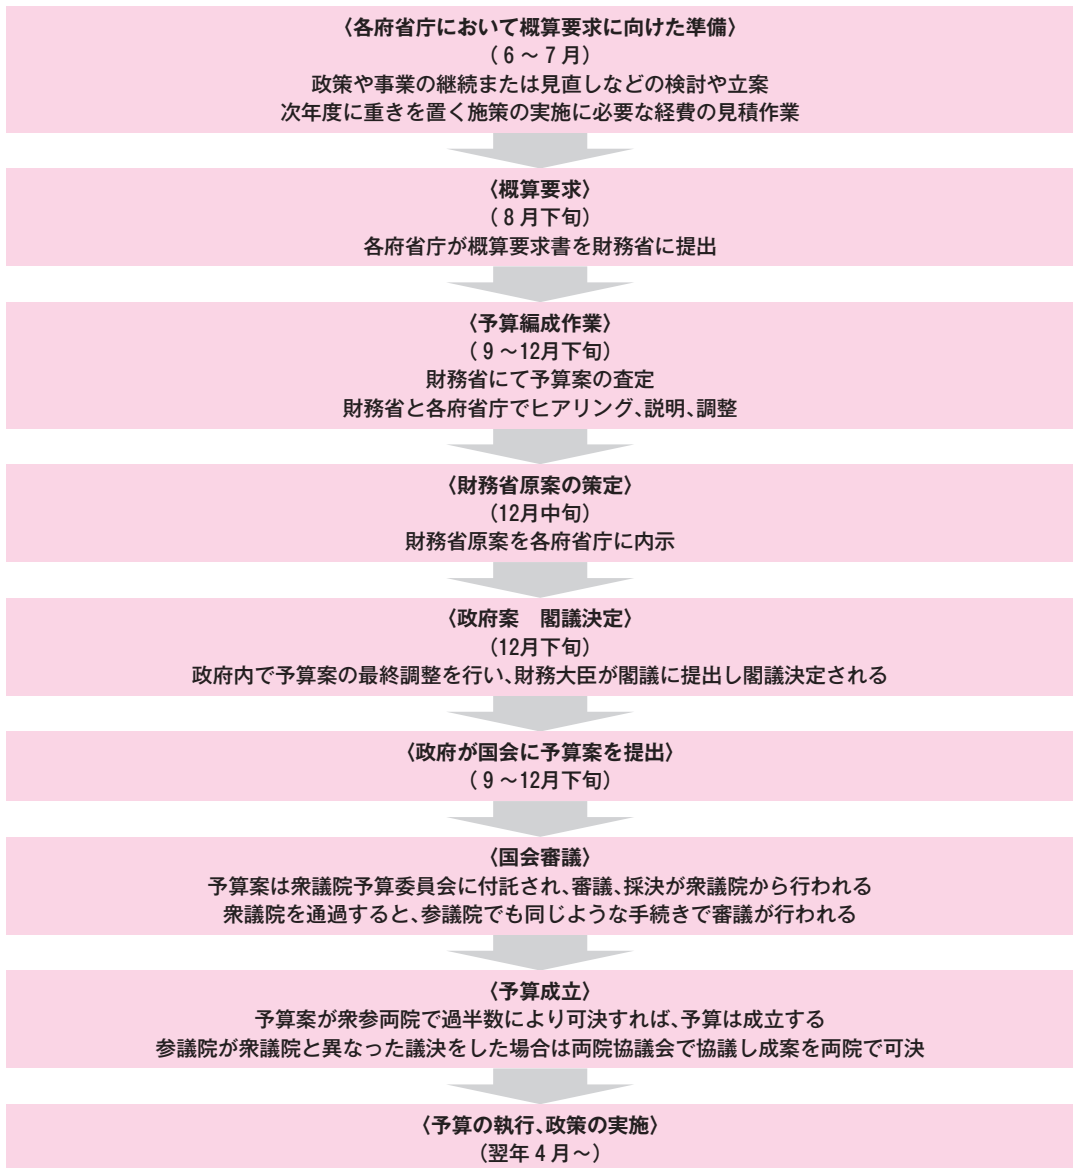 〈各府省庁において概算要求に向けた準備〉
（6～7月）
政策や事業の継続または見直しなどの検討や立案
次年度に重きを置く施策の実施に必要な経費の見積作業
〈概算要求〉
（8月下旬）
各府省庁が概算要求書を財務省に提出
〈予算編成作業〉
（9～12月下旬）
財務省にて予算案の査定
財務省と各府省庁でヒアリング、説明、調整
〈財務省原案の策定〉
（12月中旬）
財務省原案を各府省庁に内示
〈政府案　閣議決定〉
（12月下旬）
政府内で予算案の最終調整を行い、財務大臣が閣議に提出し閣議決定される
〈政府が国会に予算案を提出〉
（9～12月下旬）
〈国会審議〉
予算案は衆議院予算委員会に付託され、審議、採決が衆議院から行われる
衆議院を通過すると、参議院でも同じような手続きで審議が行われる
〈予算成立〉
予算案が衆参両院で過半数により可決すれば、予算は成立する
参議院が衆議院と異なった議決をした場合は両院協議会で協議し成案を両院で可決
〈予算の執行、政策の実施〉
（翌年4月～）